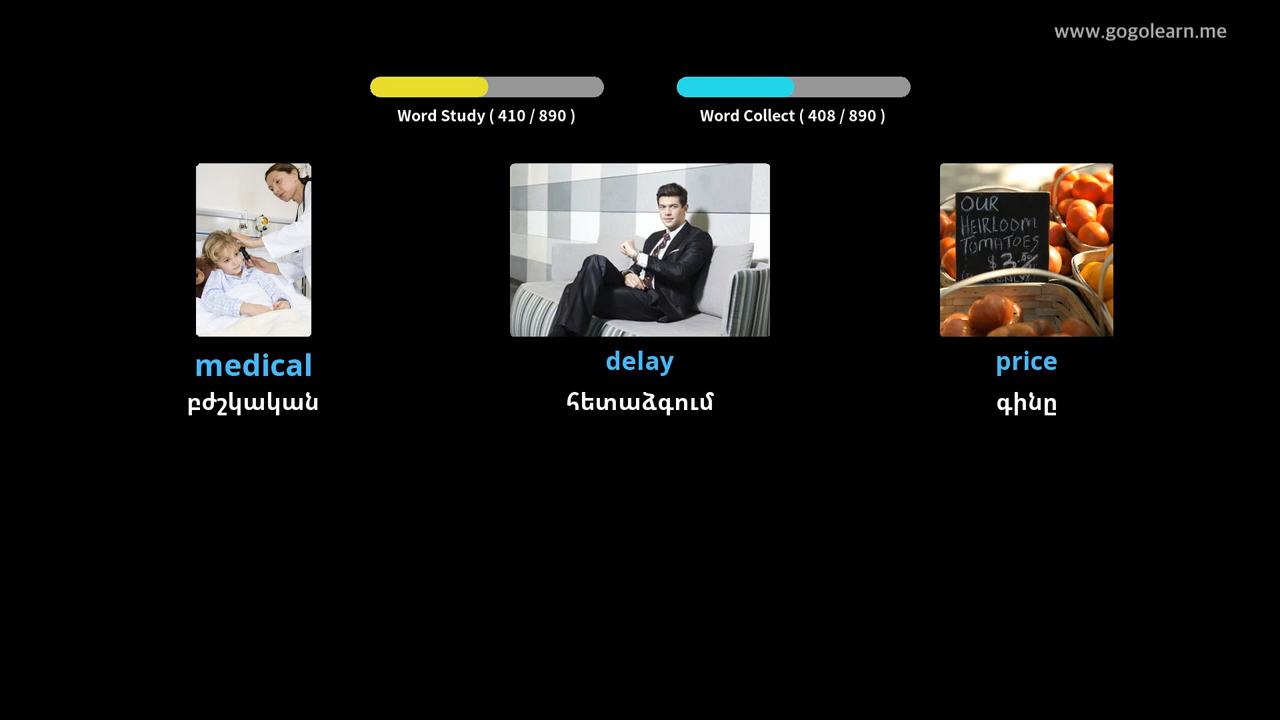 www.gogolearn.me
Word Study ( 410 / 890 )
Word Collect ( 408 / 890 )
OUR
HEIRLOOM
TOMATOES
medical
delay
price
բժշկական
հետաձգում
գինը